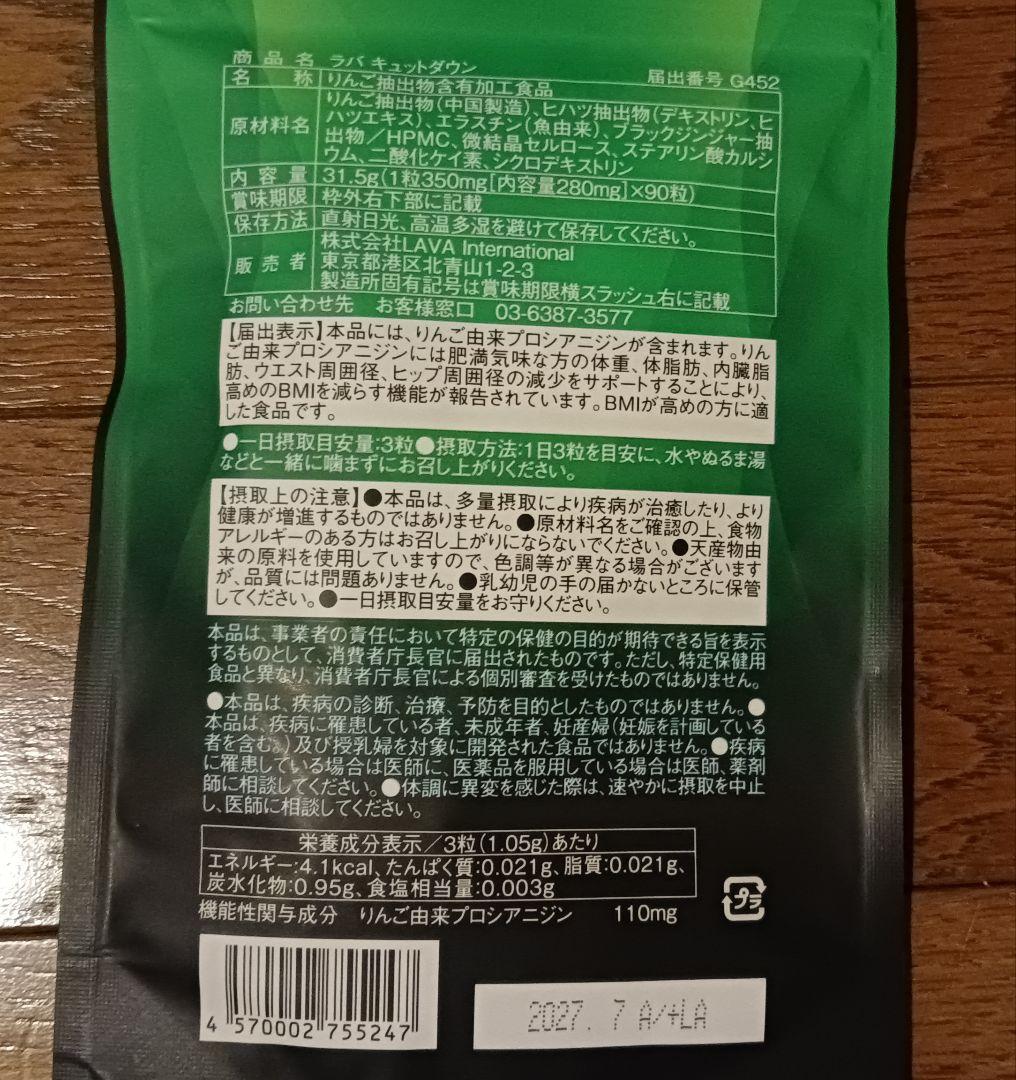 商品名 ラバ キュットダウン 届出番号 G452
名称 りんご抽出物含有加工食品
原材料名 りんご抽出物(中国製造)、ヒハツ抽出物(デキストリン、ヒ
ハツエキス)、エラスチン(魚由来)、ブラックジンジャー抽
出物/HPMC、微結晶セルロース、ステアリン酸カルシ
ウム、二酸化ケイ素、シクロデキストリン
内容量 31.5g(1粒350mg[内容量280mg]×90粒)
賞味期限 枠外右下部に記載
保存方法 直射日光、高温多湿を避けて保存してください。
販売者 株式会社LAVA International
東京都港区北青山1-2-3
製造所固有記号は賞味期限横スラッシュ右に記載
お問い合わせ先 お客様窓口 03-6387-3577
【届出表示】本品には、りんご由来プロシアニジンが含まれます。りん
ご由来プロシアニジンには肥満気味な方の体重、体脂肪、内臓脂
肪、ウエスト周囲径、ヒップ周囲径の減少をサポートすることにより、
高めのBMIを減らす機能が報告されています。BMIが高めの方に適
した食品です。
●一日摂取目安量:3粒●摂取方法:1日3粒を目安に、水やぬるま湯
などと一緒に噛まずにお召し上がりください。
【摂取上の注意】●本品は、多量摂取により疾病が治癒したり、より
健康が増進するものではありません。●原材料名をご確認の上、食物
アレルギーのある方はお召し上がりにならないでください。●天産物由
来の原料を使用していますので、色調等が異なる場合がございます
が、品質には問題ありません。●乳幼児の手の届かないところに保管
してください。●一日摂取目安量をお守りください。
本品は、事業者の責任において特定の保健の目的が期待できる旨を表示
するものとして、消費者庁長官に届出されたものです。ただし、特定保健用
食品と異なり、消費者庁長官による個別審査を受けたものではありません。
●本品は、疾病の診断、治療、予防を目的としたものではありません。●
本品は、疾病に罹患している者、未成年者、妊産婦(妊娠を計画している
者を含む。)及び授乳婦を対象に開発された食品ではありません。●疾病
に罹患している場合は医師に、医薬品を服用している場合は医師、薬剤
師に相談してください。●体調に異変を感じた際は、速やかに摂取を中止
し、医師に相談してください。
栄養成分表示/3粒(1.05g)あたり
エネルギー:4.1kcal、たんぱく質:0.021g、脂質:0.021g、
炭水化物:0.95g、食塩相当量:0.003g
機能性関与成分 りんご由来プロシアニジン 110mg
プラ
4 570002 755247
2027. 7 A/+LA